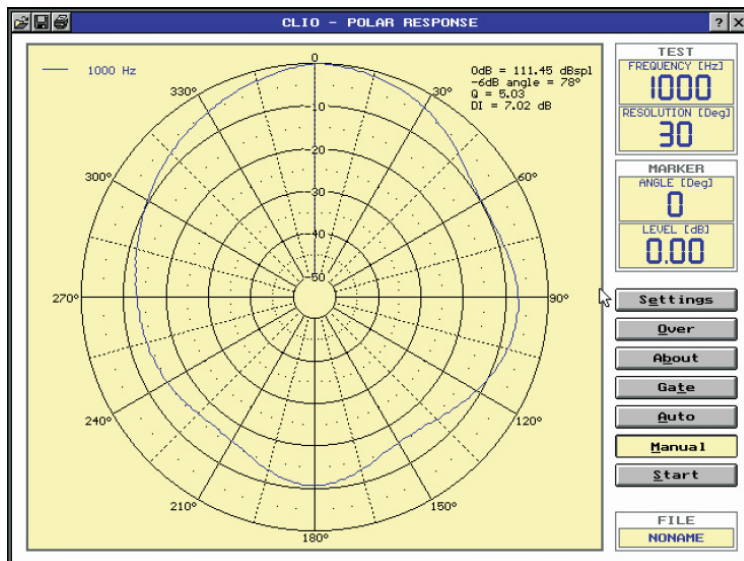 CLIO - POLAR RESPONSE
? X
1000 Hz
0dB = 111.45 dBspl
-6dB angle = 78°
Q = 5.03
DI = 7.02 dB
0
330°
30°
-10
300°
60°
-20
-30
-40
-50
270°
90°
240°
120°
210°
150°
180°
TEST
FREQUENCY [Hz]
1000
RESOLUTION [Deg]
30
MARKER
ANGLE [Deg]
0
LEVEL [dB]
0.00
Settings
Over
About
Gate
Auto
Manual
Start
FILE
NONAME